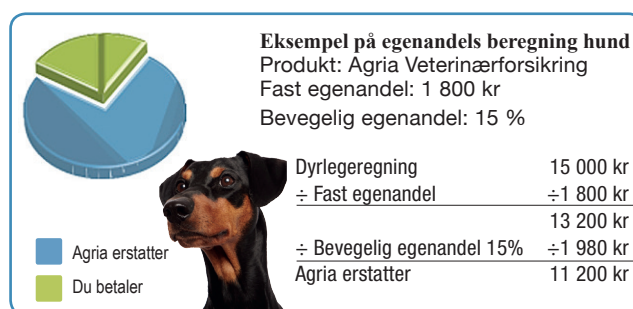 Eksempel på egenandels beregning hund
Produkt: Agria Veterinærforsikring
Fast egenandel: 1 800 kr
Bevegelig egenandel: 15 %
Dyrlegeregning 15 000 kr
÷ Fast egenandel ÷1 800 kr
13 200 kr
÷ Bevegelig egenandel 15% ÷1 980 kr
Agria erstatter 11 200 kr
Agria erstatter
Du betaler